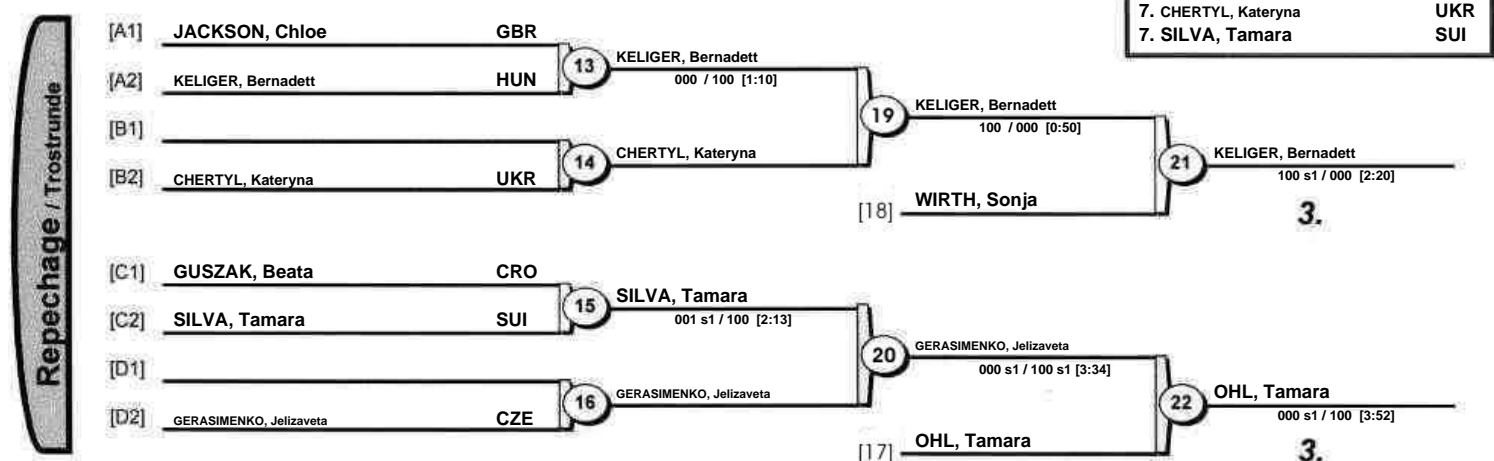 7. CHERTYL, Kateryna UKR
7. SILVA, Tamara SUI
Repechage / Trostrunde
[A1] JACKSON, Chloe GBR
13 KELIGER, Bernadett
[A2] KELIGER, Bernadett HUN
000 / 100 [1:10]
19 KELIGER, Bernadett
100 / 000 [0:50]
[B1]
14 CHERTYL, Kateryna
[B2] CHERTYL, Kateryna UKR
21 KELIGER, Bernadett
100 s1 / 000 [2:20]
[18] WIRTH, Sonja
3.
[C1] GUSZAK, Beata CRO
15 SILVA, Tamara
[C2] SILVA, Tamara SUI
001 s1 / 100 [2:13]
20 GERASIMENKO, Jelizaveta
000 s1 / 100 s1 [3:34]
[D1]
16 GERASIMENKO, Jelizaveta
[D2] GERASIMENKO, Jelizaveta CZE
22 OHL, Tamara
000 s1 / 100 [3:52]
[17] OHL, Tamara
3.